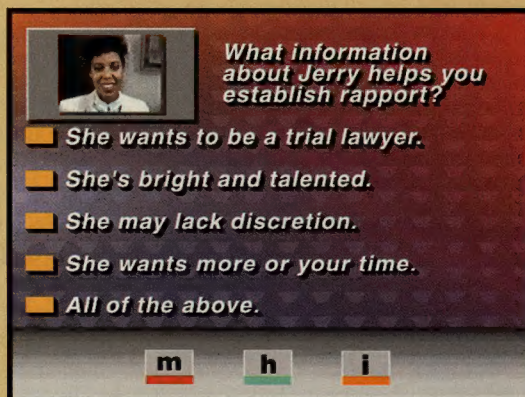 What information
about Jerry helps you
establish rapport?
She wants to be a trial lawyer.
She's bright and talented.
She may lack discretion.
She wants more or your time.
All of the above.
m h i